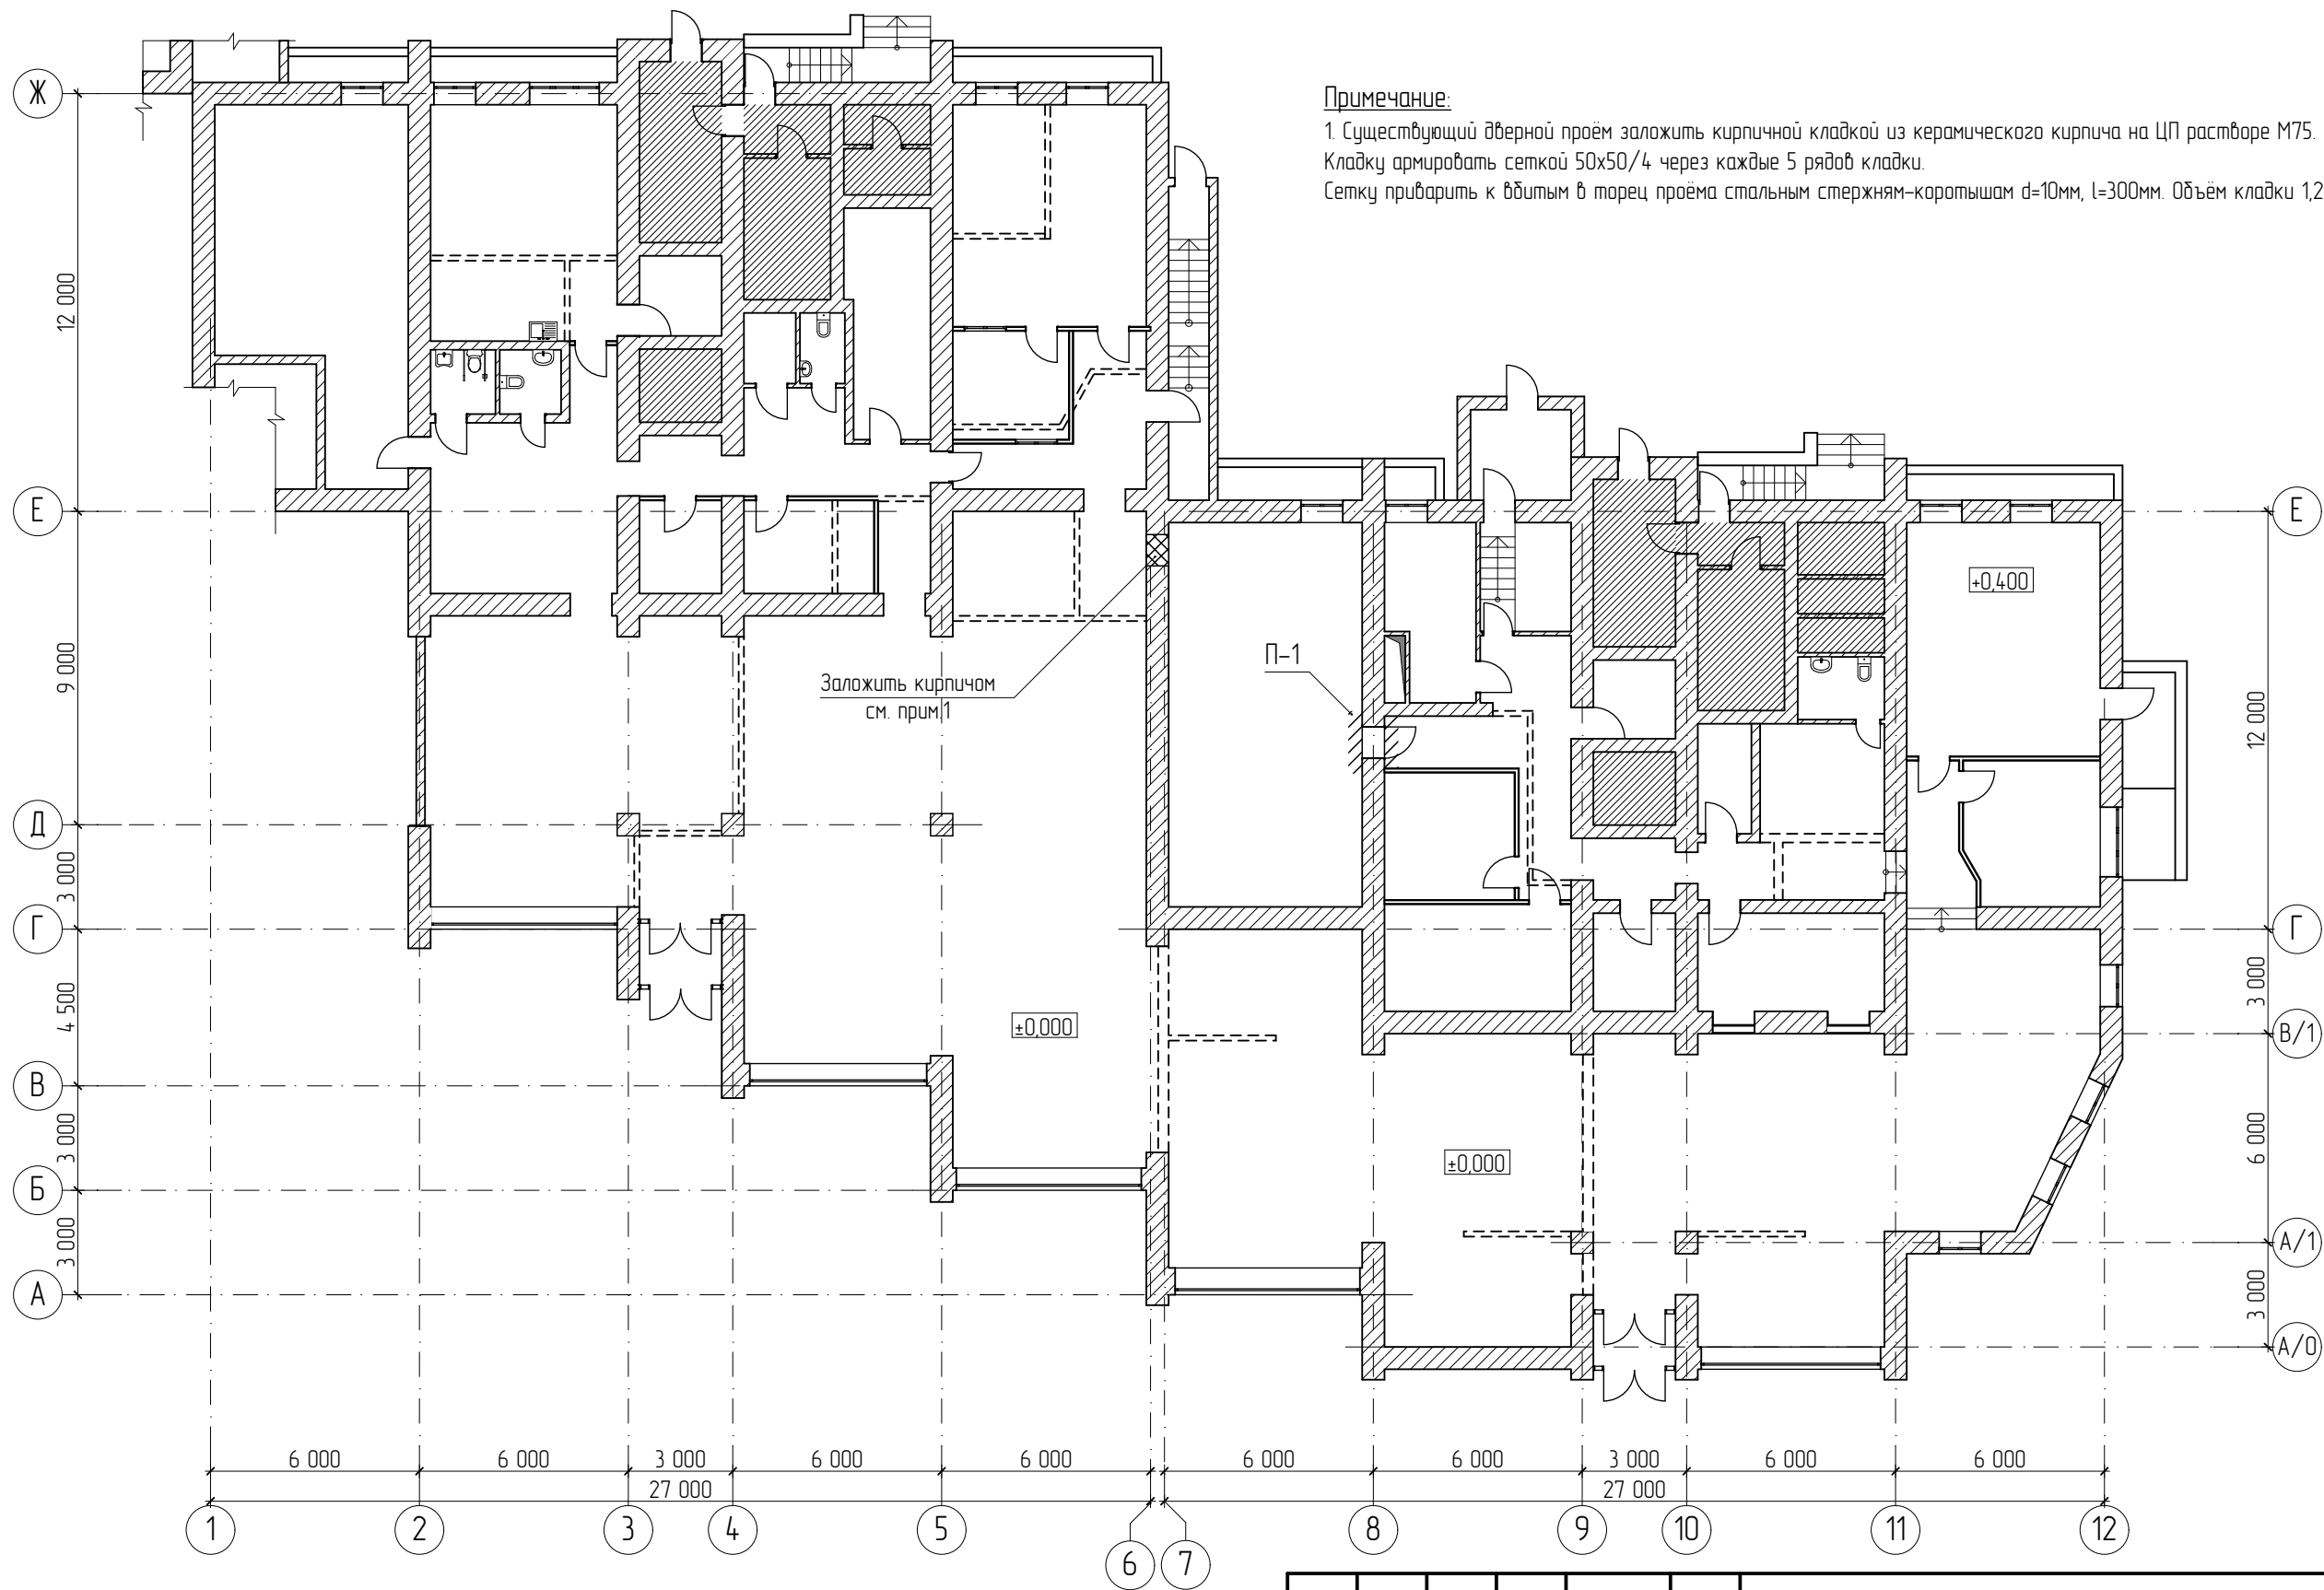 Примечание:
1. Существующий дверной проём заложить кирпичной кладкой из керамического кирпича на ЦП растворе М75.
Кладку армировать сеткой 50х50/4 через каждые 5 рядов кладки.
Сетку приварить к вбитым в торец проёма стальным стержням-коротышам d=10мм, l=300мм. Объём кладки 1,2
Ж
12 000
Е
Е
+0,400
9 000
Заложить кирпичом
см. прим.1
П-1
12 000
Д
3 000
Г
Г
4 500
±0,000
3 000
В/1
В
3 000
±0,000
6 000
Б
3 000
А/1
А
3 000
А/0
6 000
6 000
3 000
6 000
6 000
6 000
6 000
3 000
6 000
6 000
27 000
27 000
1
2
3
4
5
6
7
8
9
10
11
12